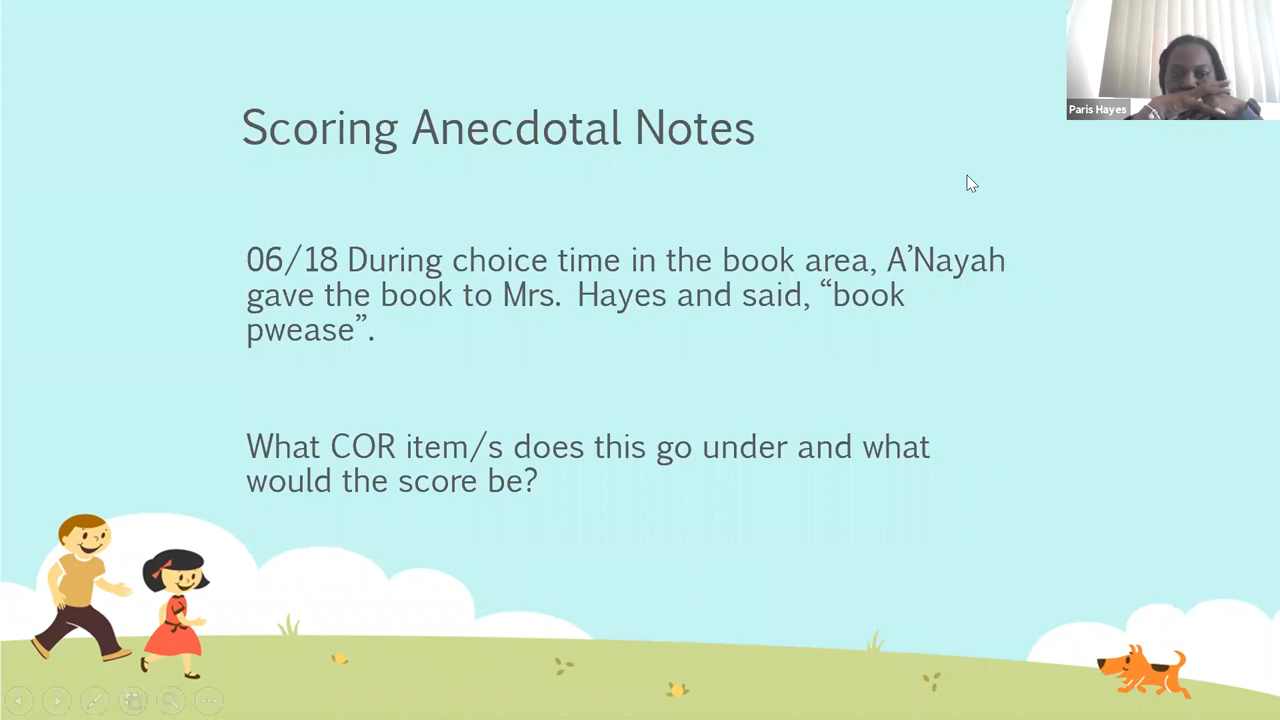 Paris Hayes
Scoring Anecdotal Notes
06/18 During choice time in the book area, A’Nayah
gave the book to Mrs. Hayes and said, “book
pwease”.
What COR item/s does this go under and what
would the score be?